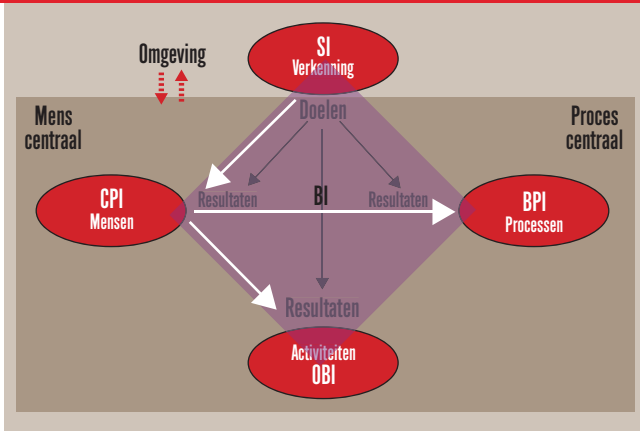 SI
Verkenning
Omgeving
Doelen
Mens
centraal
Proces
centraal
CPI
Mensen
Resultaten
BI
Resultaten
BPI
Processen
Resultaten
Activiteiten
OBI